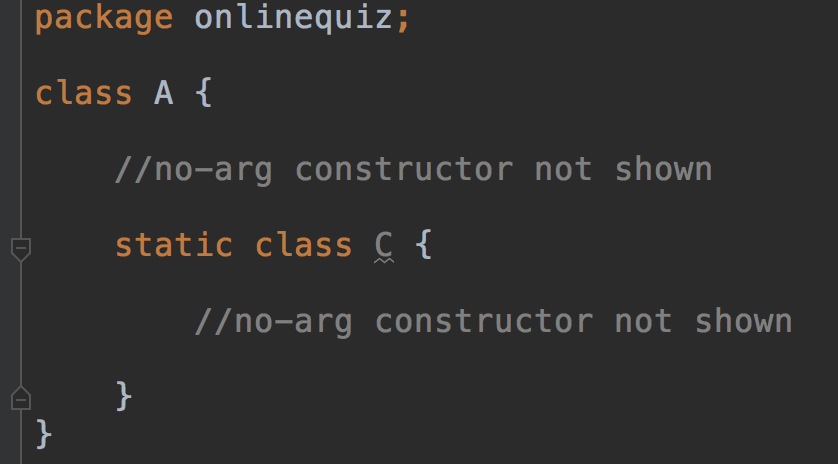 package onlinequiz;
class A {
//no-arg constructor not shown
static class C {
//no-arg constructor not shown
}
}